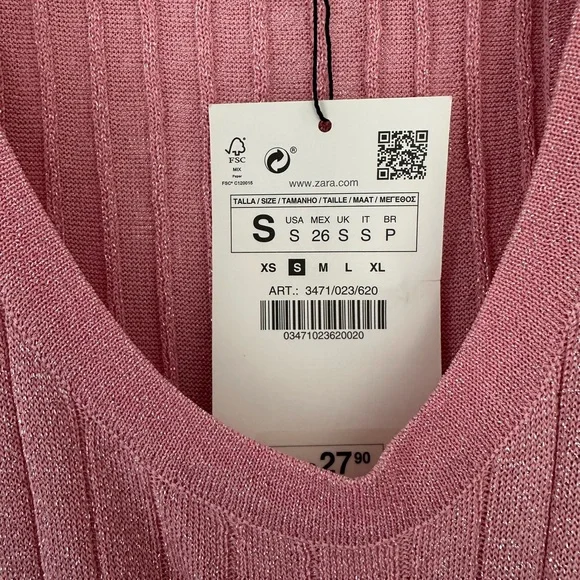 FSC
MIX
Paper
FSC® C120016
®
www.zara.com
TALLA / SIZE / TAMANHO / TAILLE / MAAT / ΜΕΓΕΘΟΣ
S USA MEX UK IT BR
S 26 S S P
XS S M L XL
ART.: 3471/023/620
03471023620020
27 90